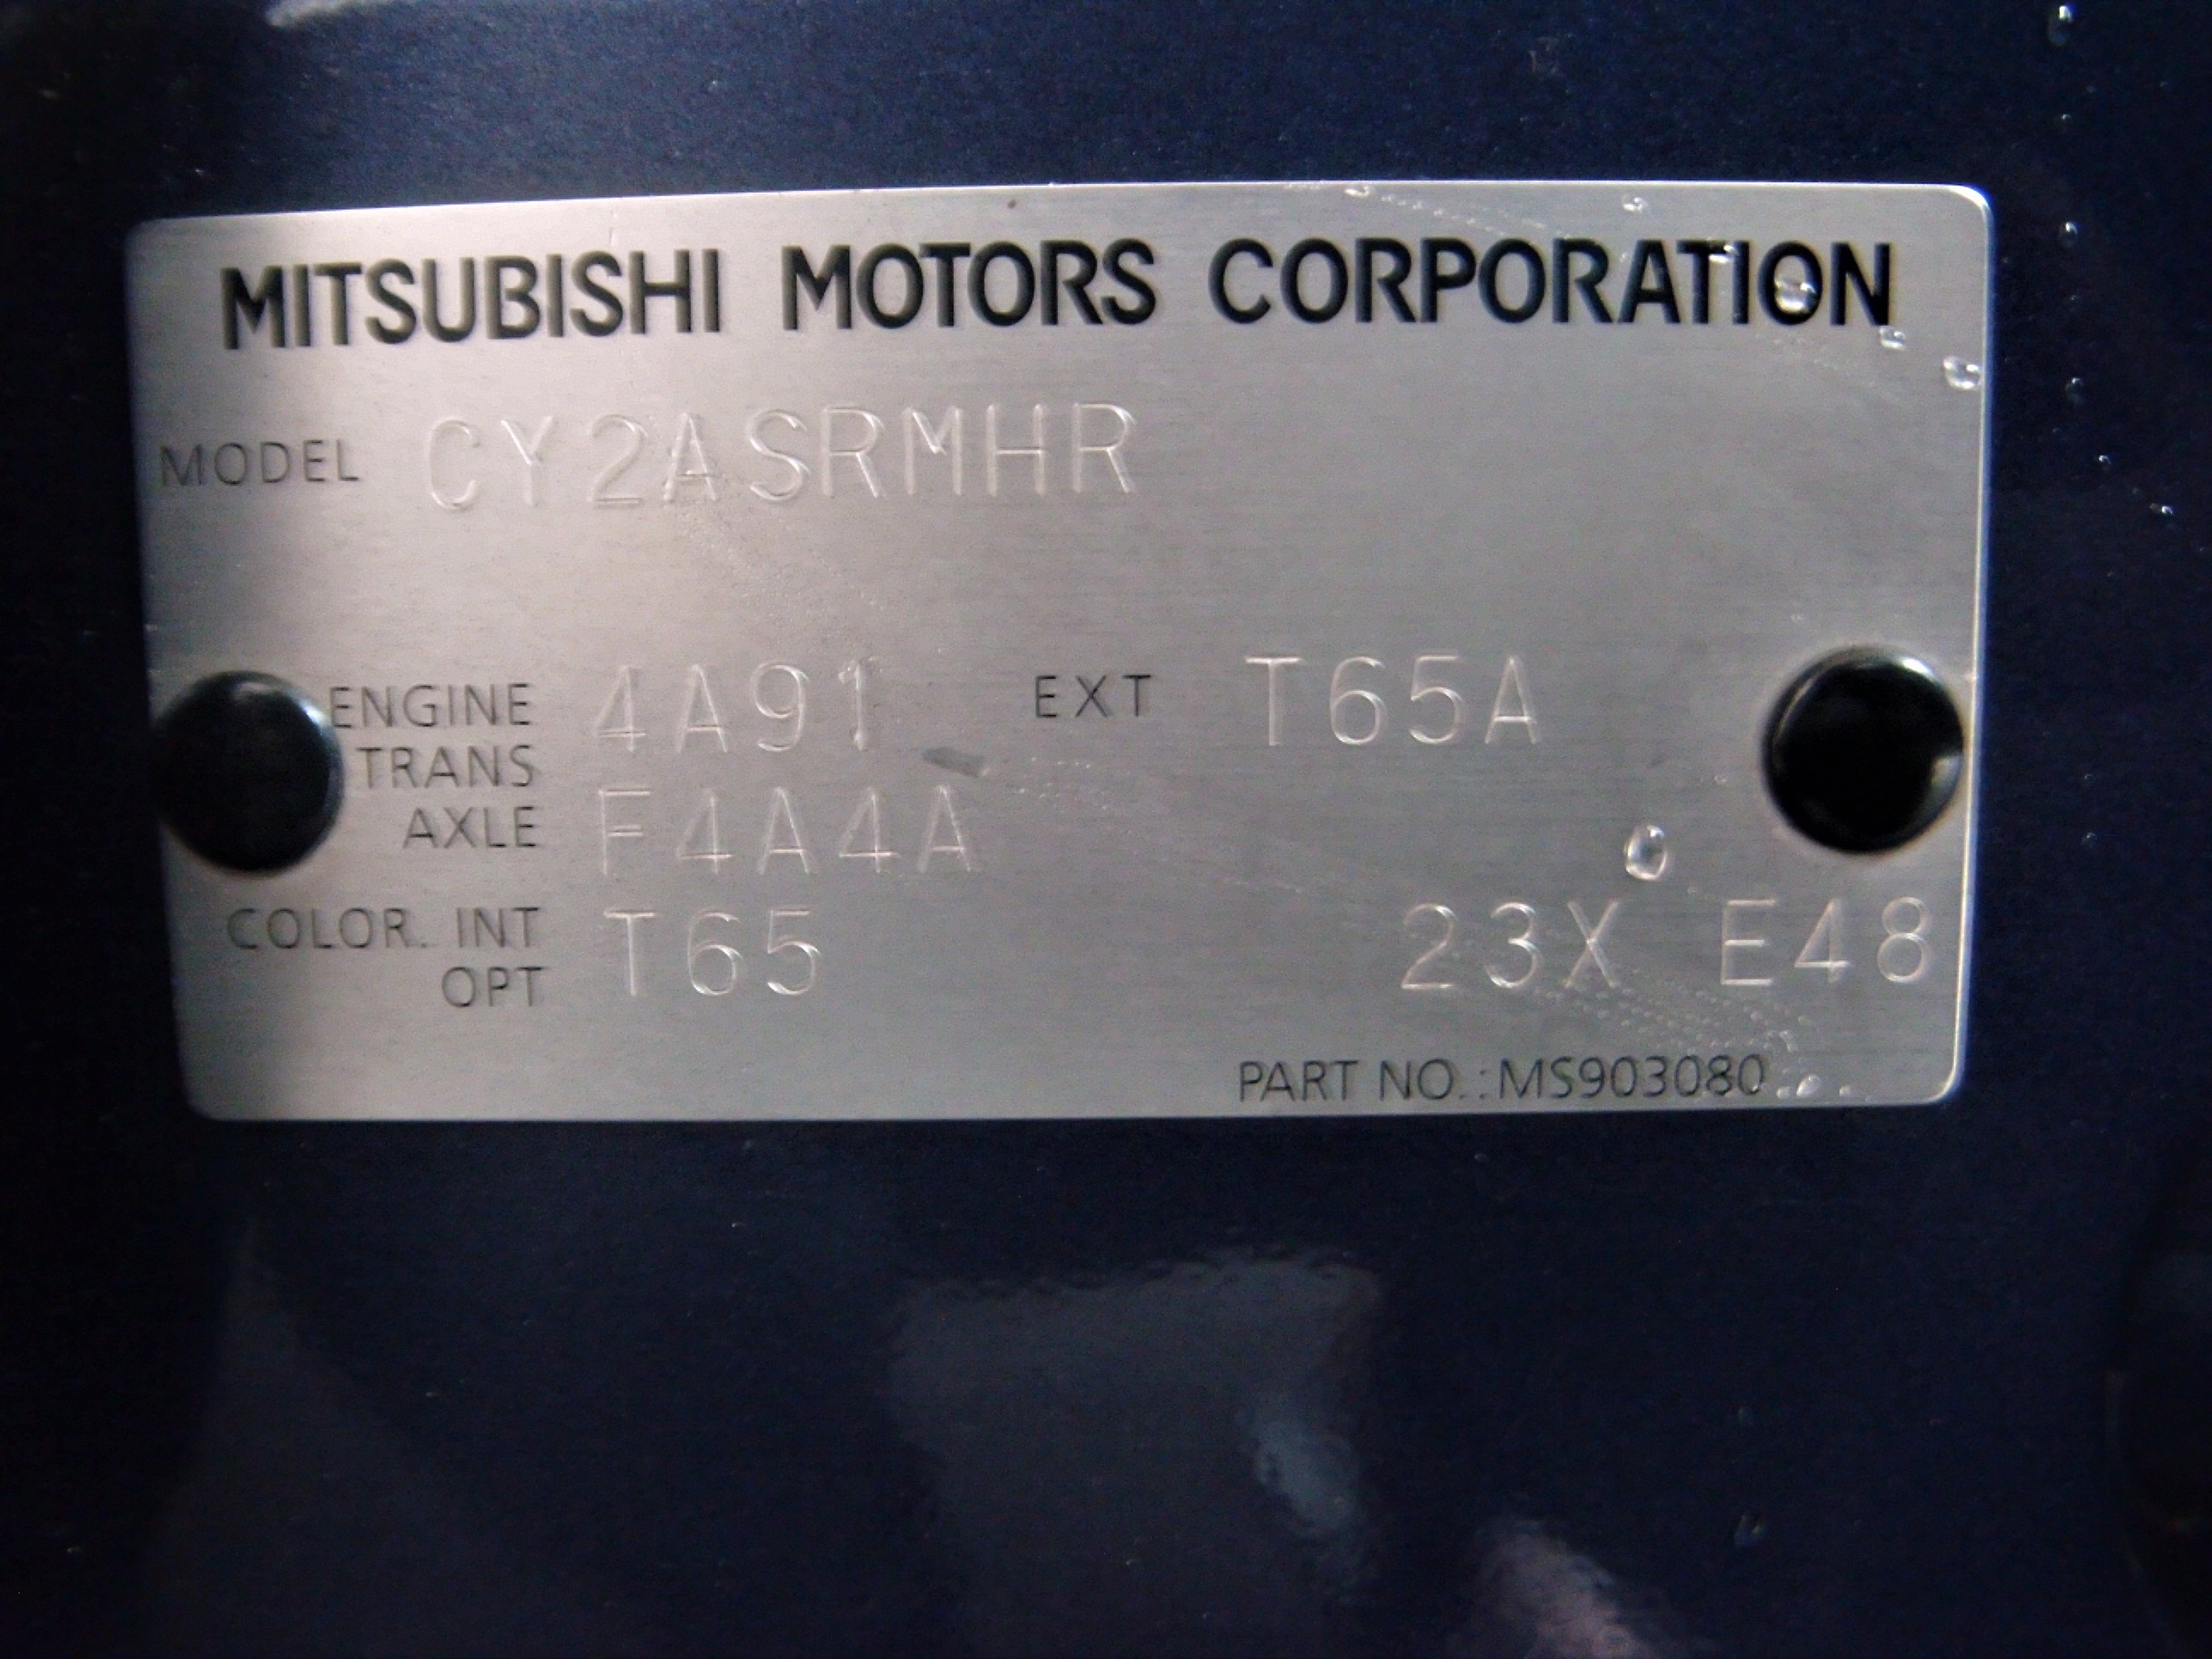 MITSUBISHI MOTORS CORPORATION
MODEL CY2ASRMHR
ENGINE 4A91 EXT T65A
TRANS
AXLE F4A4A
COLOR. INT T65 23X E48
OPT
PART NO.:MS903080